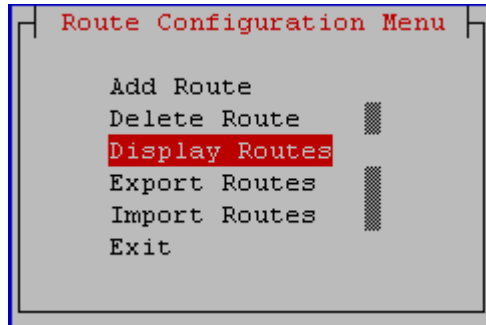 Route Configuration Menu
Add Route
Delete Route
Display Routes
Export Routes
Import Routes
Exit